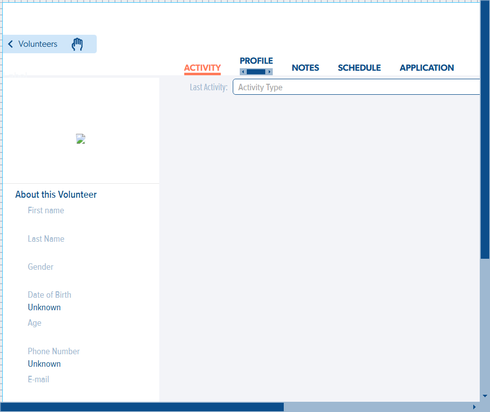 Volunteers
ACTIVITY PROFILE NOTES SCHEDULE APPLICATION
Last Activity: Activity Type
About this Volunteer
First name
Last Name
Gender
Date of Birth
Unknown
Age
Phone Number
Unknown
E-mail